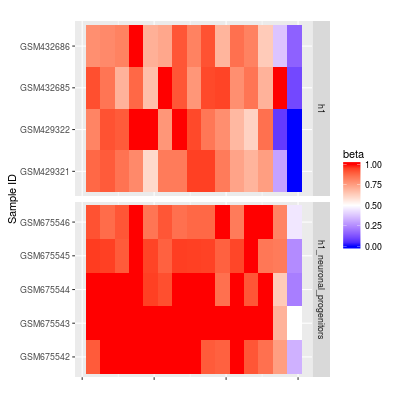 Sample ID
GSM432686
GSM432685
GSM429322
GSM429321
h1
GSM675546
GSM675545
GSM675544
GSM675543
GSM675542
h1_neuronal_progenitors
beta
1.00
0.75
0.50
0.25
0.00